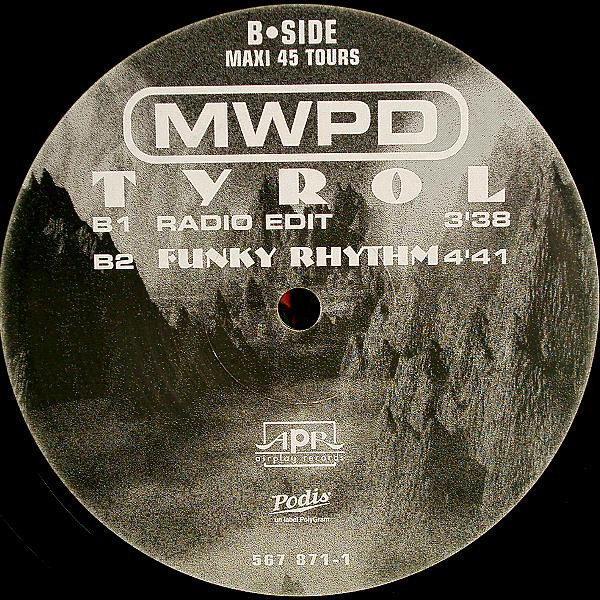 B•SIDE
MAXI 45 TOURS
MWPD
TYROL
B1 RADIO EDIT 3'38
B2 FUNKY RHYTHM 4'41
APR
airplay records
Podis
un label PolyGram
567 871-1